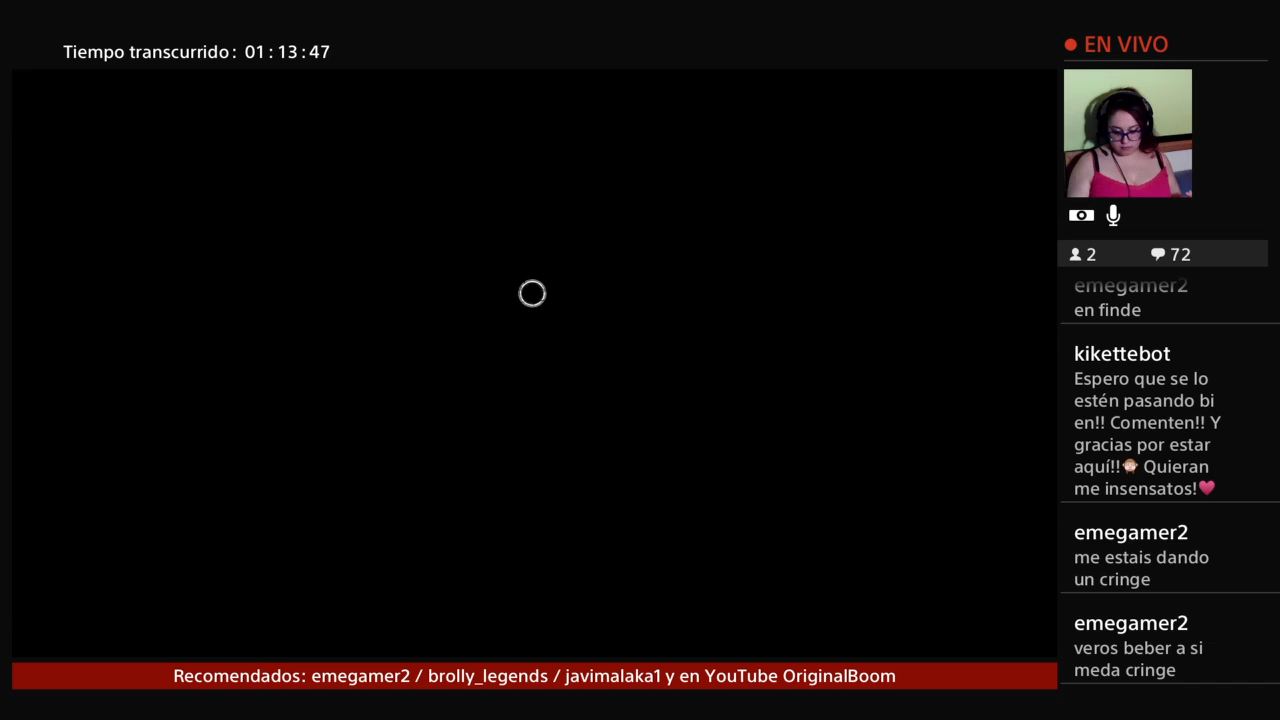 Tiempo transcurrido: 01:13:47
EN VIVO
2 72
emegamer2
en finde
kikettebot
Espero que se lo
estén pasando bi
en!! Comenten!! Y
gracias por estar
aquí!!🙊 Quieran
me insensatos!💗
emegamer2
me estais dando
un cringe
emegamer2
veros beber a si
meda cringe
Recomendados: emegamer2 / brolly_legends / javimalaka1 y en YouTube OriginalBoom